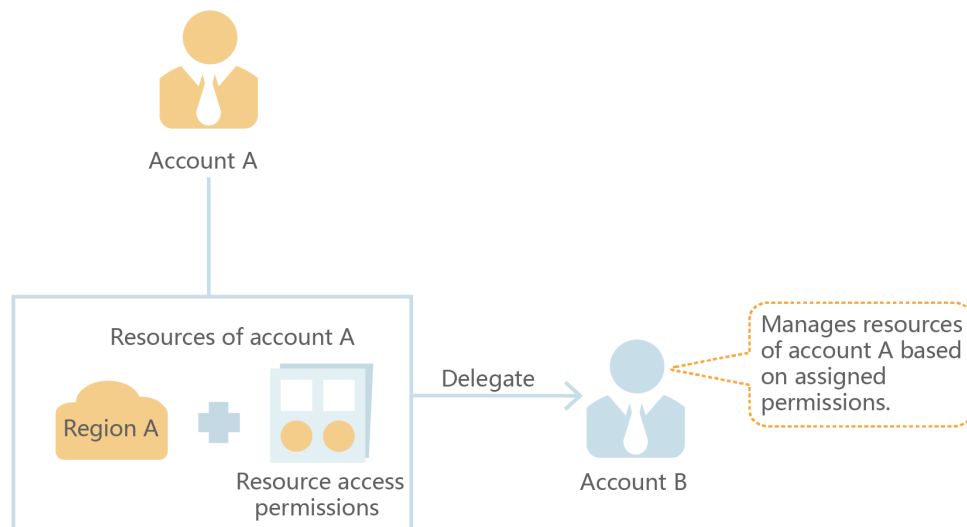 Account A
Resources of account A
Region A
Resource access
permissions
Delegate
Account B
Manages resources
of account A based
on assigned
permissions.